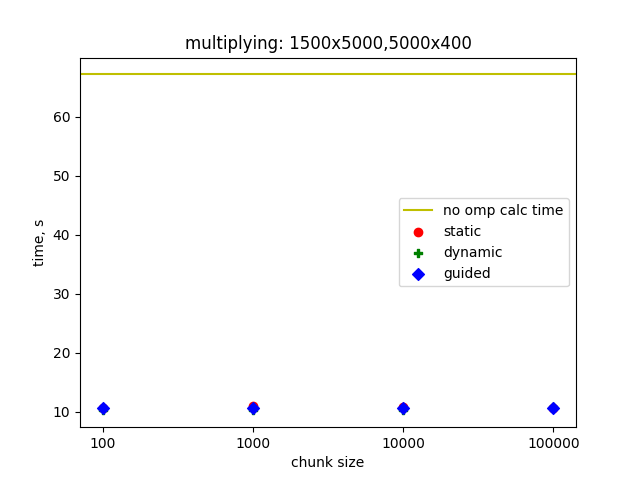 multiplying: 1500x5000,5000x400
time, s
60
50
40
30
20
10
no omp calc time
static
dynamic
guided
100
1000
10000
100000
chunk size